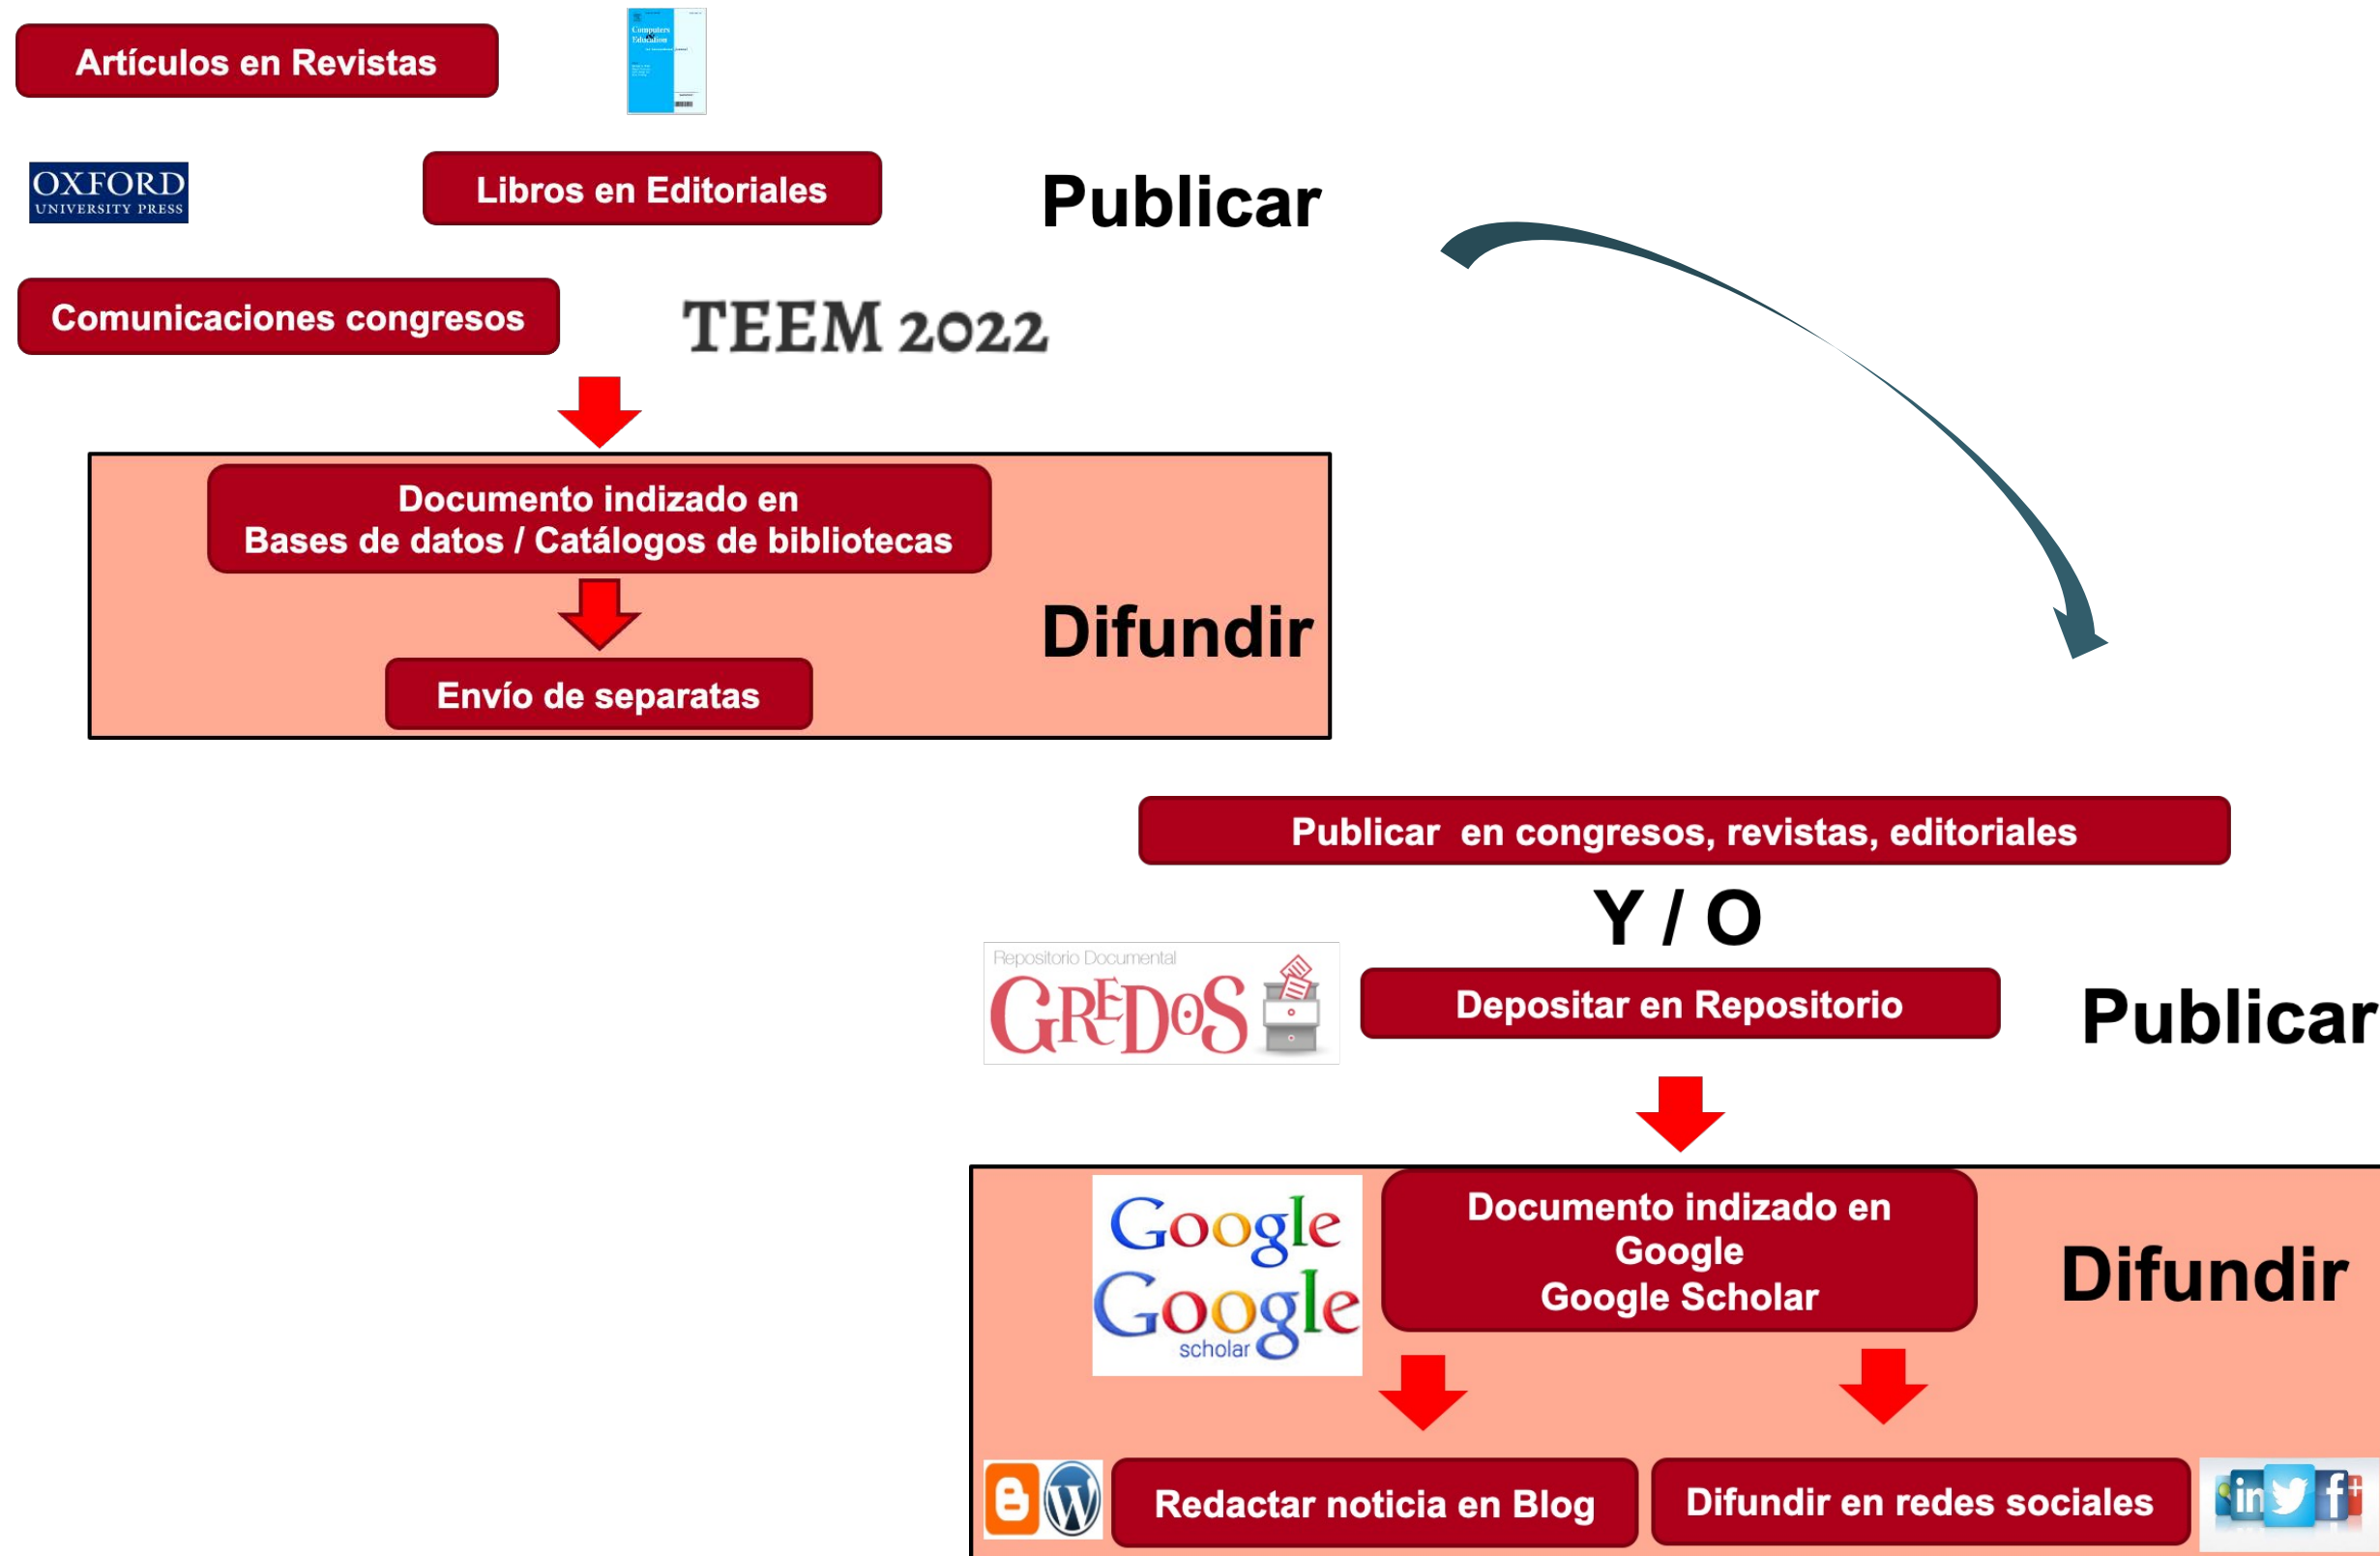 Artículos en Revistas
Computers
Education
OXFORD
UNIVERSITY PRESS
Libros en Editoriales
Publicar
Comunicaciones congresos
TEEM 2022
Documento indizado en
Bases de datos / Catálogos de bibliotecas
Difundir
Envío de separatas
Publicar en congresos, revistas, editoriales
Y / O
Repositorio Documental
GREDOS
Depositar en Repositorio
Publicar
Google
Google
scholar
Documento indizado en
Google
Google Scholar
Difundir
Redactar noticia en Blog
Difundir en redes sociales
in
f